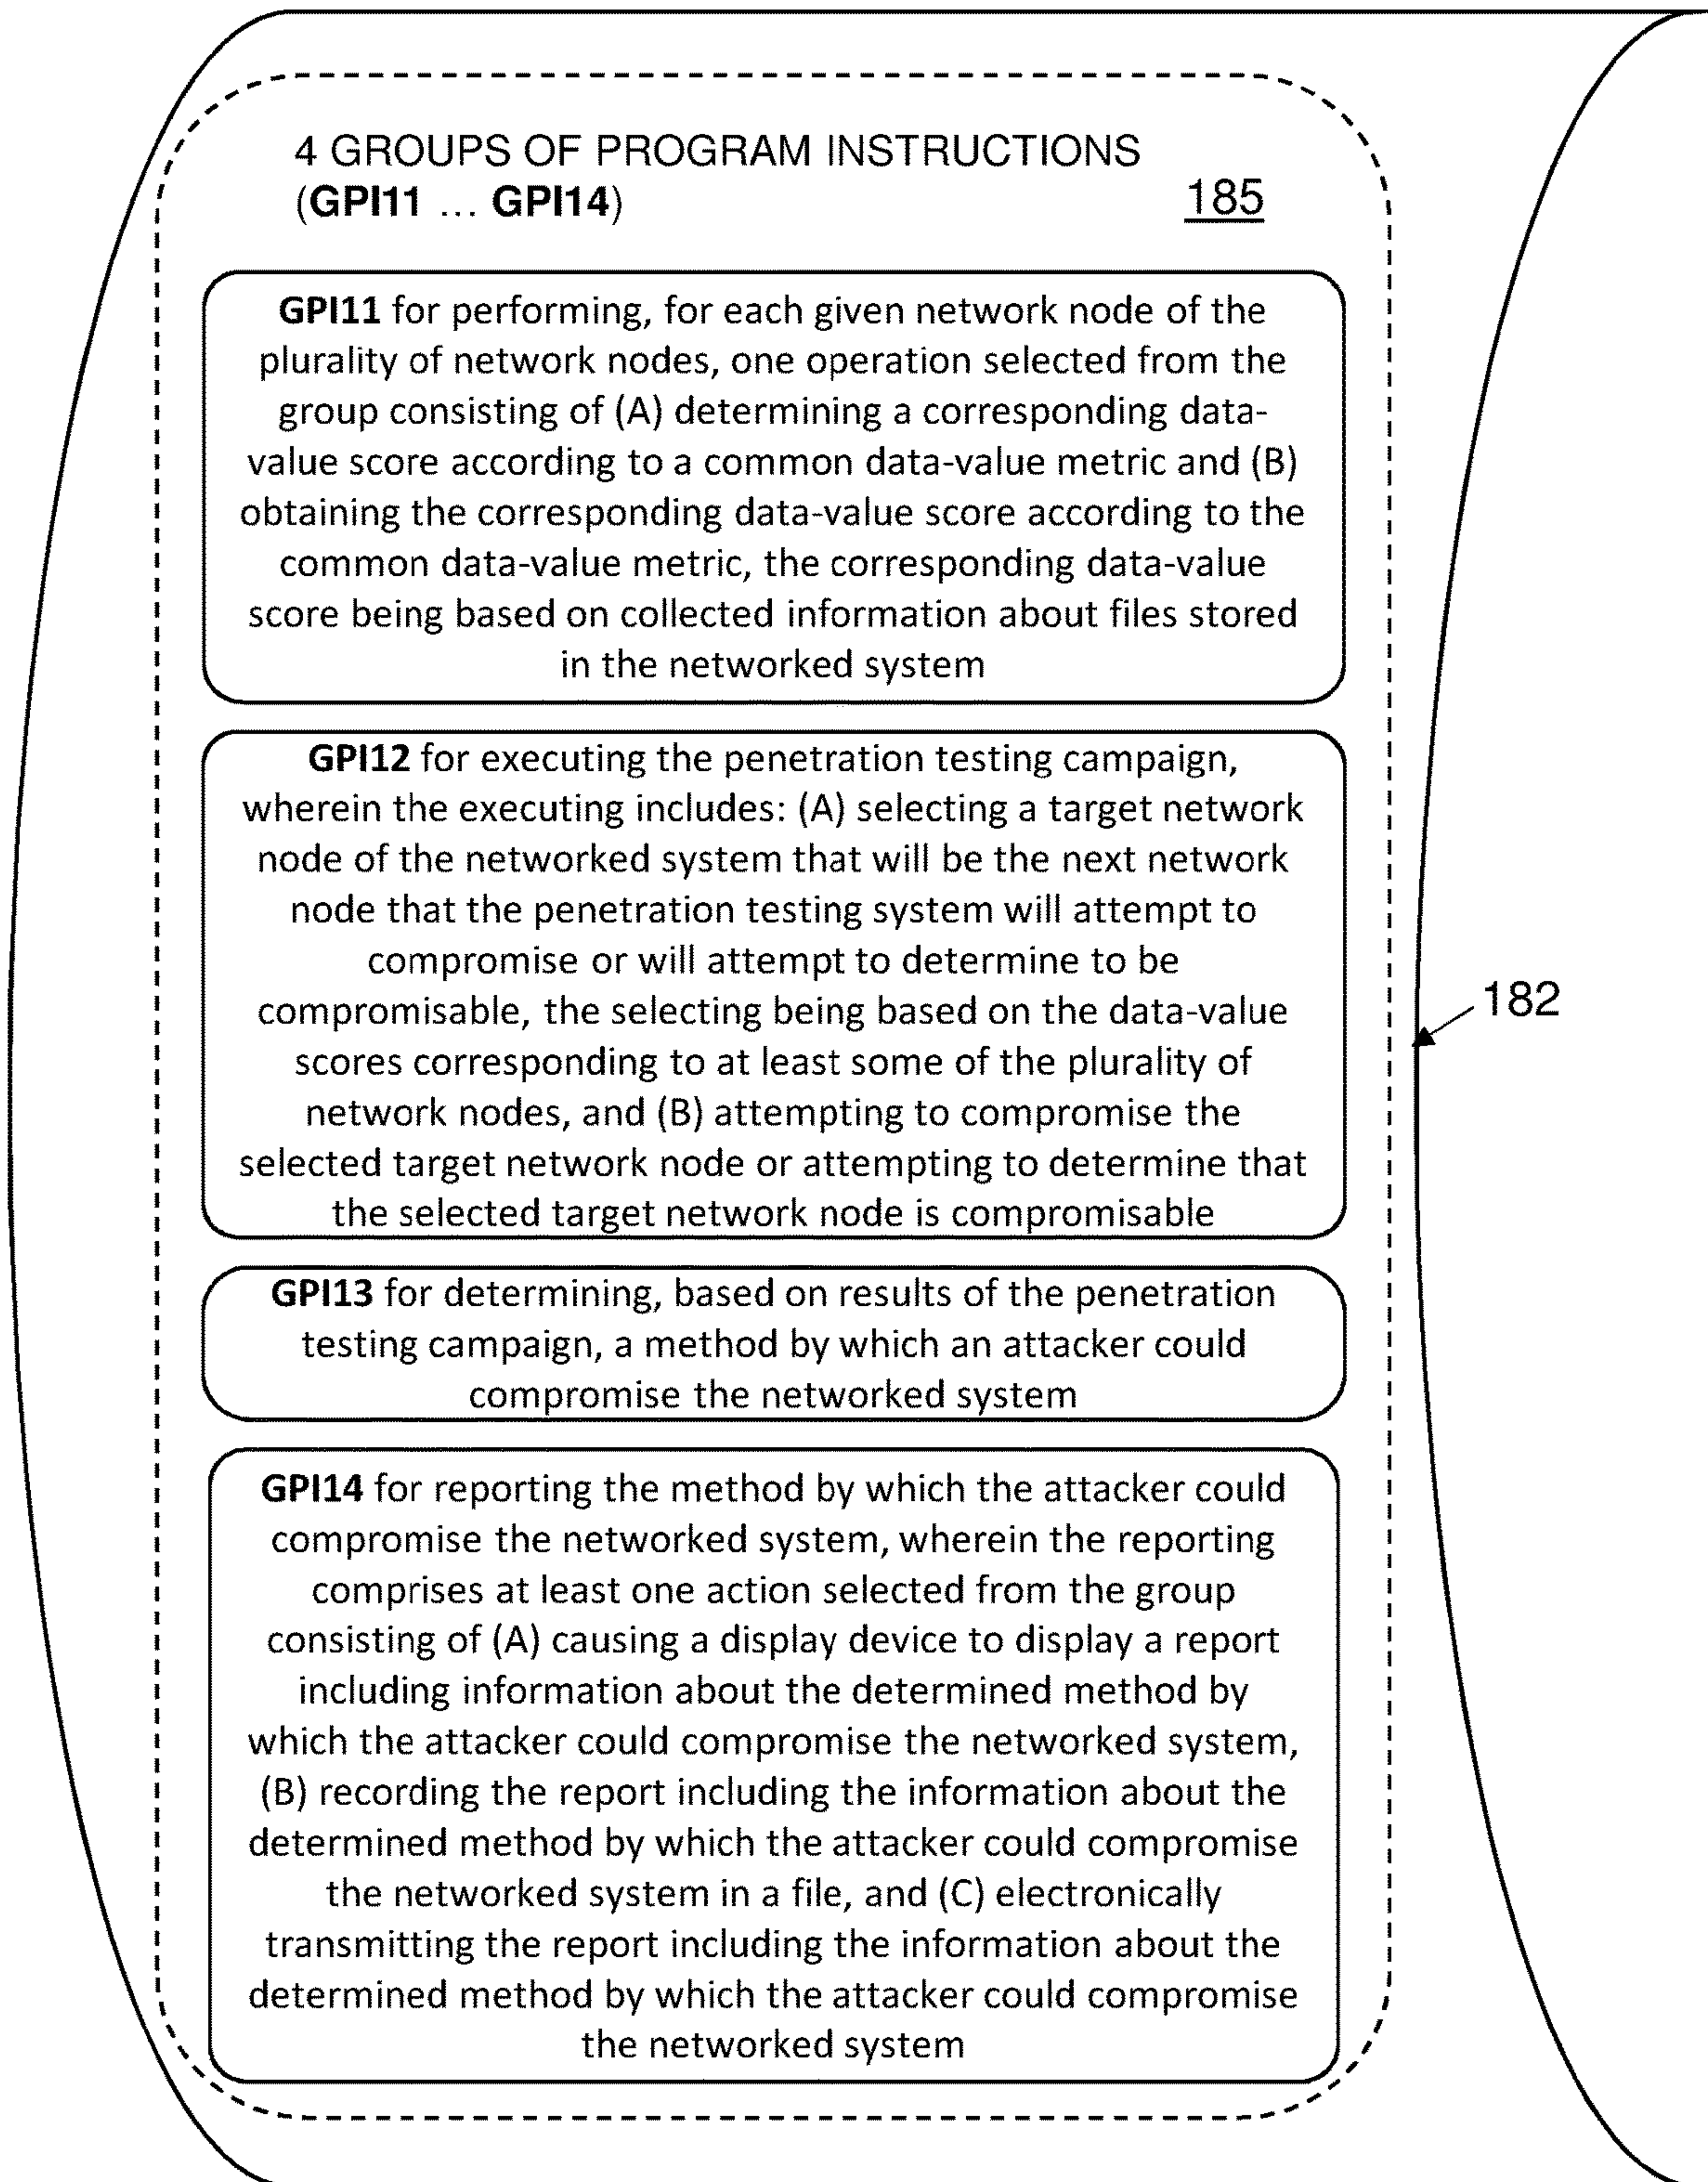 4 GROUPS OF PROGRAM INSTRUCTIONS
(GPI11 ... GPI14) 185
GPI11 for performing, for each given network node of the
plurality of network nodes, one operation selected from the
group consisting of (A) determining a corresponding data-
value score according to a common data-value metric and (B)
obtaining the corresponding data-value score according to the
common data-value metric, the corresponding data-value
score being based on collected information about files stored
in the networked system
GPI12 for executing the penetration testing campaign,
wherein the executing includes: (A) selecting a target network
node of the networked system that will be the next network
node that the penetration testing system will attempt to
compromise or will attempt to determine to be
compromisable, the selecting being based on the data-value
scores corresponding to at least some of the plurality of
network nodes, and (B) attempting to compromise the
selected target network node or attempting to determine that
the selected target network node is compromisable
182
GPI13 for determining, based on results of the penetration
testing campaign, a method by which an attacker could
compromise the networked system
GPI14 for reporting the method by which the attacker could
compromise the networked system, wherein the reporting
comprises at least one action selected from the group
consisting of (A) causing a display device to display a report
including information about the determined method by
which the attacker could compromise the networked system,
(B) recording the report including the information about the
determined method by which the attacker could compromise
the networked system in a file, and (C) electronically
transmitting the report including the information about the
determined method by which the attacker could compromise
the networked system